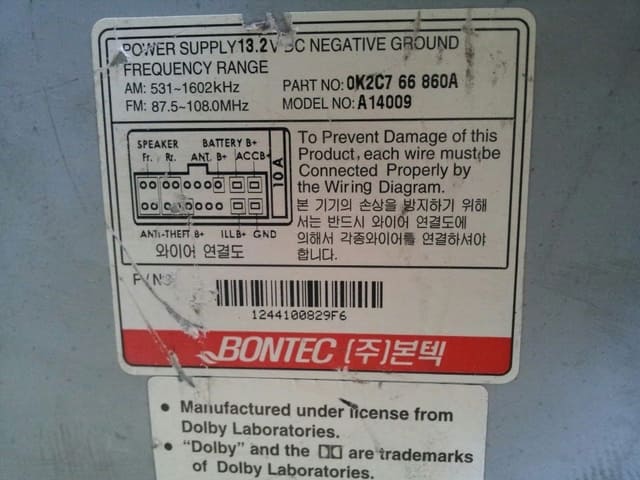 POWER SUPPLY 13.2V DC NEGATIVE GROUND
FREQUENCY RANGE
AM: 531~1602kHz
FM: 87.5~108.0MHz
PART NO: 0K2C7 66 860A
MODEL NO: A14009
SPEAKER BATTERY B+
Fr. Rr. ANT. B+ ACCB+
10A
ANTI-THEFT B+ ILLB+ GND
와이어 연결도
To Prevent Damage of this
Product, each wire must be
Connected Properly by
the Wiring Diagram.
본 기기의 손상을 방지하기 위해
서는 반드시 와이어 연결도에
의해서 각종와이어를 연결하셔야
합니다.
1244100829F6
BONTEC (주)본텍
• Manufactured under license from
Dolby Laboratories.
• "Dolby" and the are trademarks
of Dolby Laboratories.